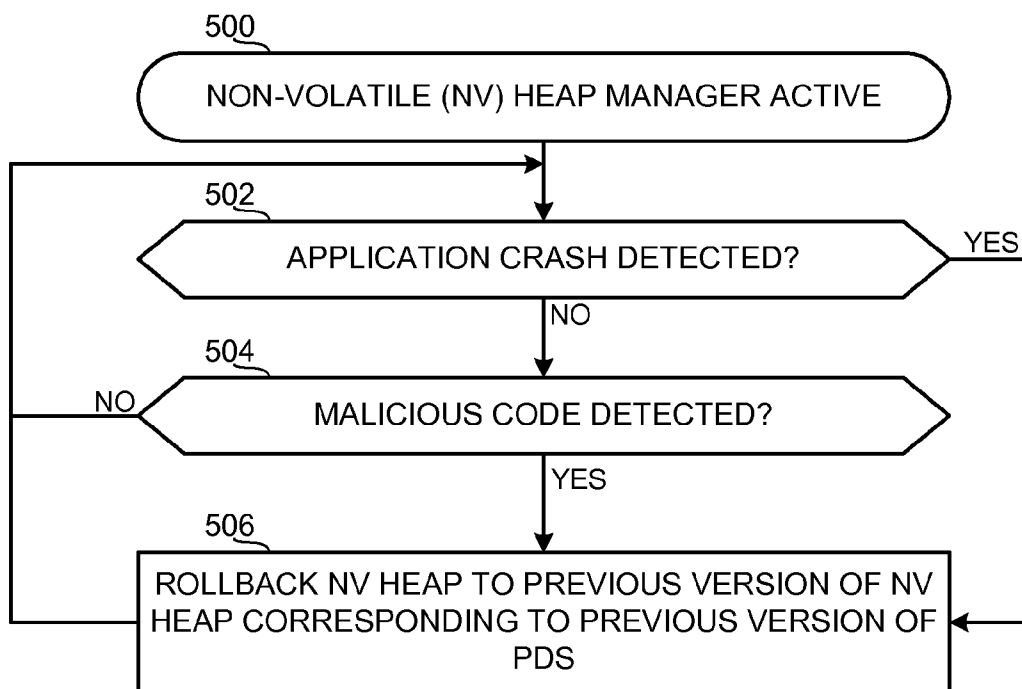 500
NON-VOLATILE (NV) HEAP MANAGER ACTIVE
502
APPLICATION CRASH DETECTED?
YES
NO
504
NO
MALICIOUS CODE DETECTED?
YES
506
ROLLBACK NV HEAP TO PREVIOUS VERSION OF NV
HEAP CORRESPONDING TO PREVIOUS VERSION OF
PDS